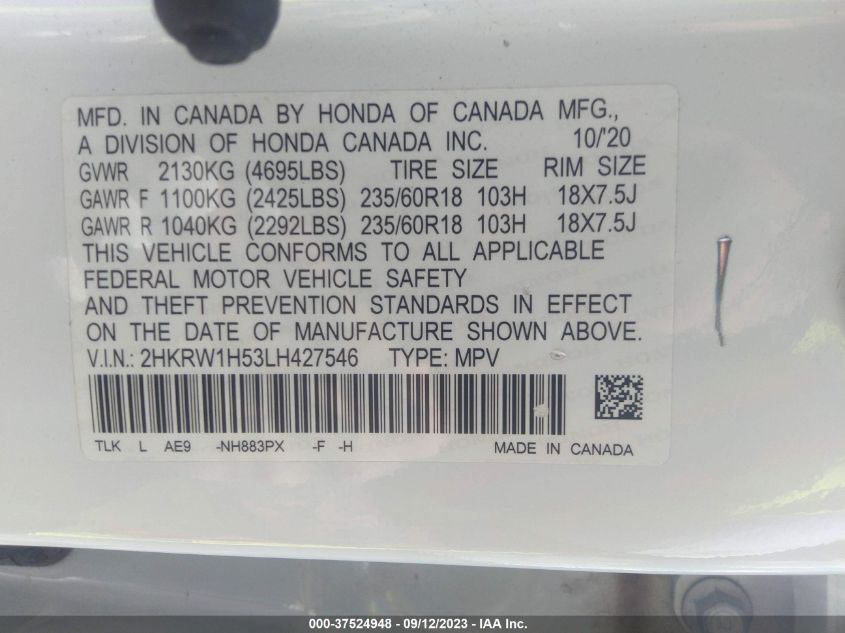 MFD. IN CANADA BY HONDA OF CANADA MFG.,
A DIVISION OF HONDA CANADA INC. 10/'20
GVWR 2130KG (4695LBS) TIRE SIZE RIM SIZE
GAWR F 1100KG (2425LBS) 235/60R18 103H 18X7.5J
GAWR R 1040KG (2292LBS) 235/60R18 103H 18X7.5J
THIS VEHICLE CONFORMS TO ALL APPLICABLE
FEDERAL MOTOR VEHICLE SAFETY
AND THEFT PREVENTION STANDARDS IN EFFECT
ON THE DATE OF MANUFACTURE SHOWN ABOVE.
V.I.N.: 2HKRW1H53LH427546 TYPE: MPV
TLK L AE9 -NH883PX -F -H MADE IN CANADA
000-37524948 - 09/12/2023 - IAA Inc.